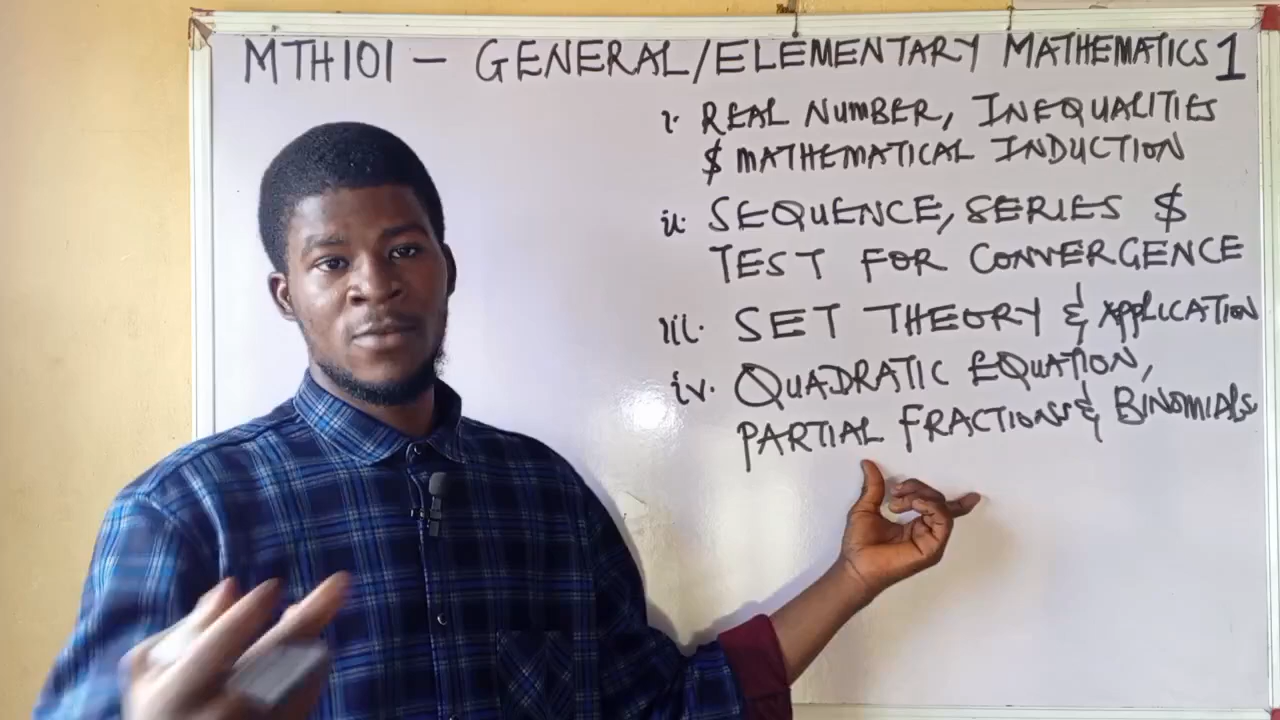 MTH101 - GENERAL/ELEMENTARY MATHEMATICS 1
i. REAL NUMBER, INEQUALITIES
$ MATHEMATICAL INDUCTION
ii. SEQUENCE, SERIES $
TEST FOR CONVERGENCE
iii. SET THEORY & APPLICATION
iv. QUADRATIC EQUATION,
PARTIAL FRACTIONS & BINOMIALS